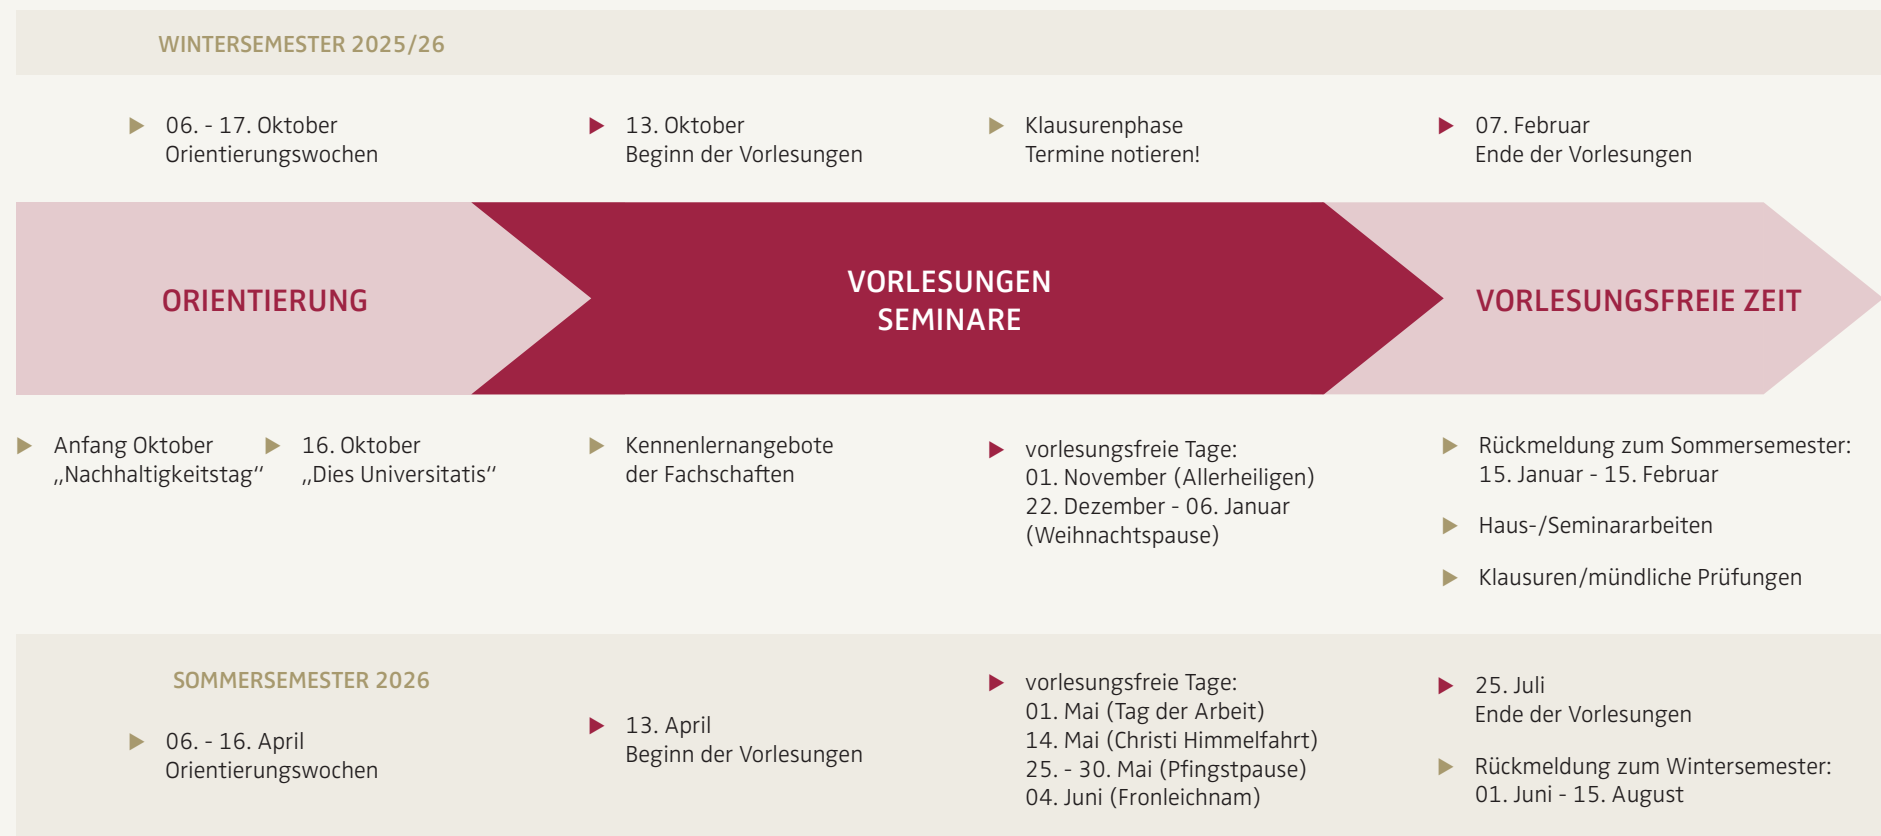 WINTERSEMESTER 2025/26
06. - 17. Oktober
Orientierungswochen
13. Oktober
Beginn der Vorlesungen
Klausurenphase
Termine notieren!
07. Februar
Ende der Vorlesungen
ORIENTIERUNG
VORLESUNGEN
SEMINARE
VORLESUNGSFREIE ZEIT
Anfang Oktober
„Nachhaltigkeitstag“
16. Oktober
„Dies Universitatis“
Kennenlernangebote
der Fachschaften
vorlesungsfreie Tage:
01. November (Allerheiligen)
22. Dezember - 06. Januar
(Weihnachtspause)
Rückmeldung zum Sommersemester:
15. Januar - 15. Februar
Haus-/Seminararbeiten
Klausuren/mündliche Prüfungen
SOMMERSEMESTER 2026
06. - 16. April
Orientierungswochen
13. April
Beginn der Vorlesungen
vorlesungsfreie Tage:
01. Mai (Tag der Arbeit)
14. Mai (Christi Himmelfahrt)
25. - 30. Mai (Pfingstpause)
04. Juni (Fronleichnam)
25. Juli
Ende der Vorlesungen
Rückmeldung zum Wintersemester:
01. Juni - 15. August